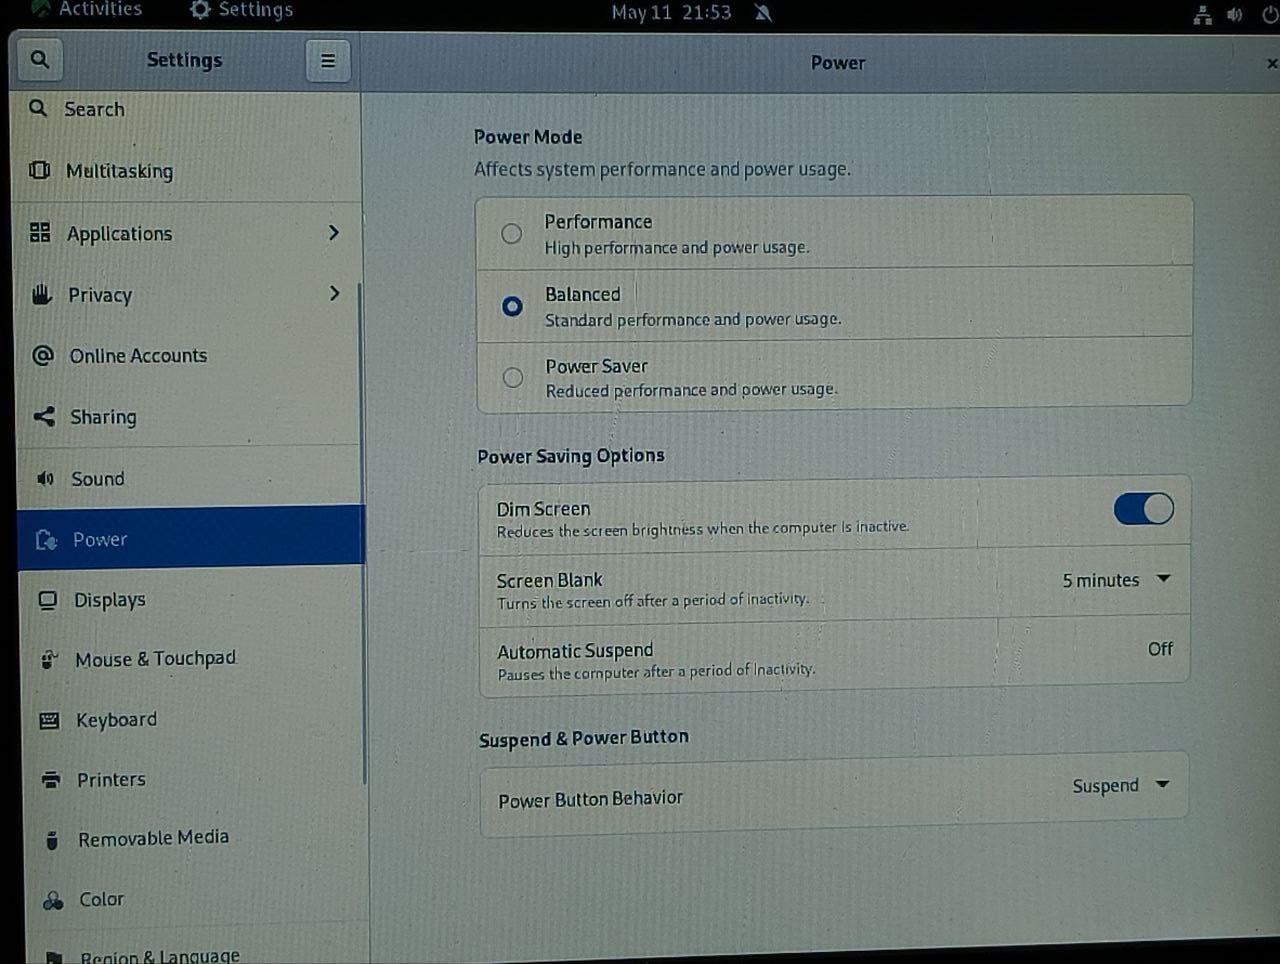 Activities
Settings
May 11 21:53
Settings
Power
Search
Multitasking
Applications
Privacy
Online Accounts
Sharing
Sound
Power
Displays
Mouse & Touchpad
Keyboard
Printers
Removable Media
Color
Region & Language
Power Mode
Affects system performance and power usage.
Performance
High performance and power usage.
Balanced
Standard performance and power usage.
Power Saver
Reduced performance and power usage.
Power Saving Options
Dim Screen
Reduces the screen brightness when the computer is inactive.
Screen Blank
Turns the screen off after a period of inactivity.
5 minutes
Automatic Suspend
Pauses the computer after a period of inactivity.
Off
Suspend & Power Button
Power Button Behavior
Suspend